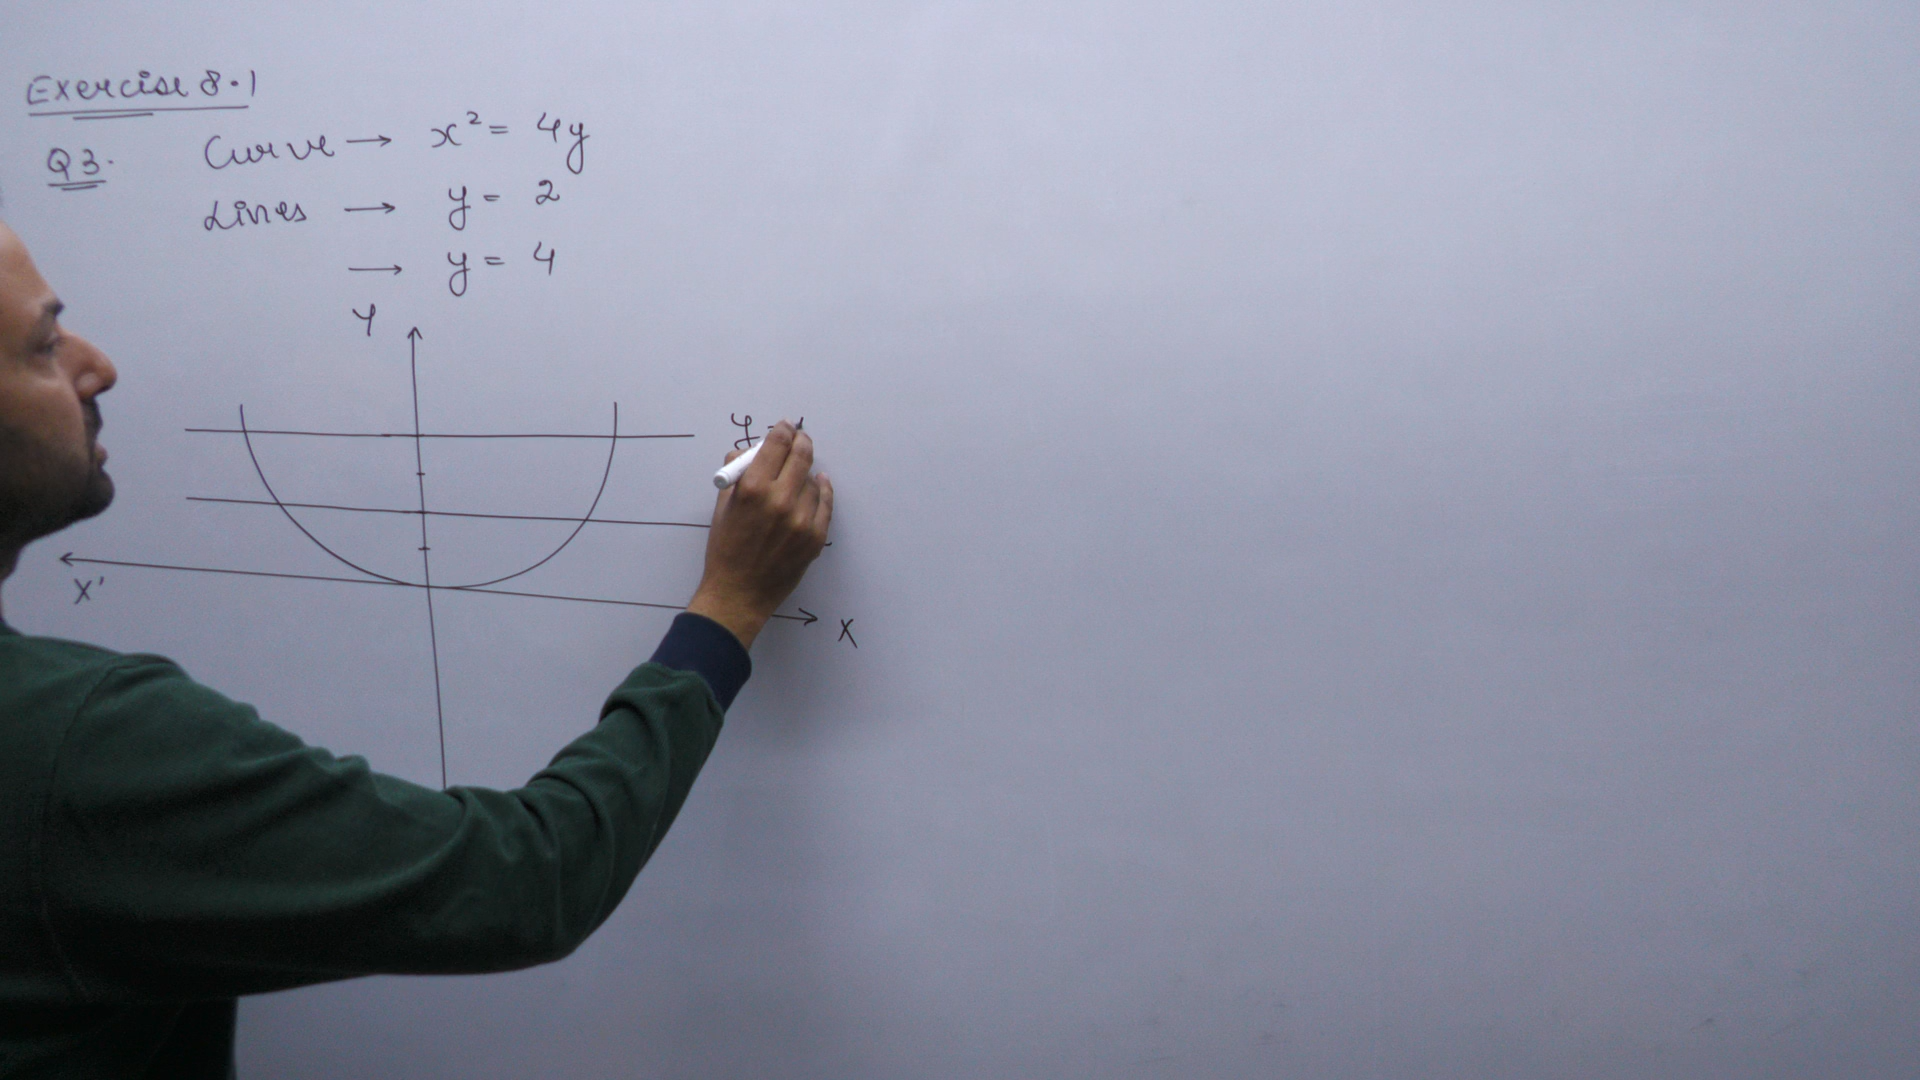 Exercise 8.1
Q3. Curve → x² = 4y
Lines → y = 2
→ y = 4
Y
y
X'
X